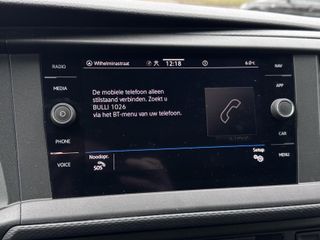 RADIO
MEDIA
PHONE
VOICE
Wilhelminastraat
12:18
6.0
De mobiele telefoon alleen
stilstaand verbinden. Zoekt u
BULLI 1026
via het BT-menu van uw telefoon.
Noodopr.
SOS
Setup
NAV
APP
CAR
MENU